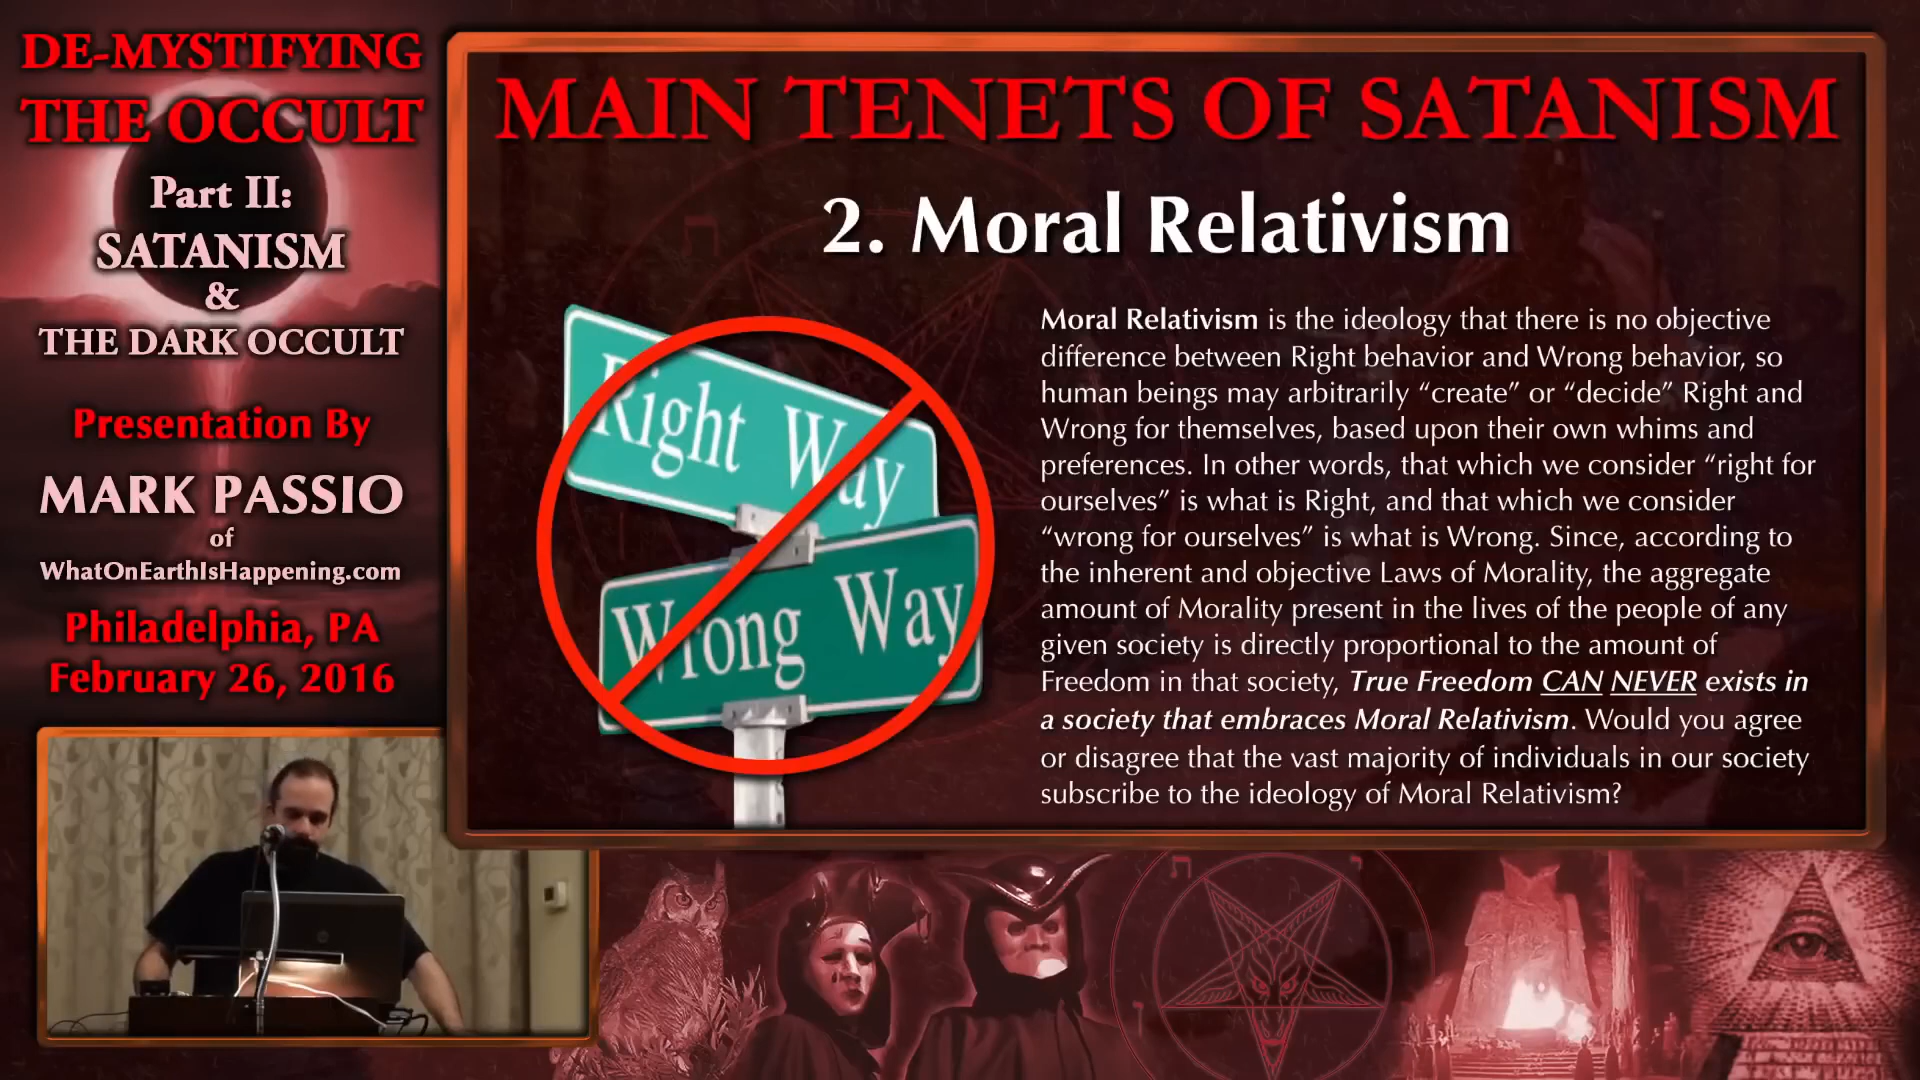 DE-MYSTIFYING
THE OCCULT
Part II:
SATANISM
&
THE DARK OCCULT
Presentation By
MARK PASSIO
of
WhatOnEarthIsHappening.com
Philadelphia, PA
February 26, 2016
MAIN TENETS OF SATANISM
2. Moral Relativism
Right Way
Wrong Way
Moral Relativism is the ideology that there is no objective
difference between Right behavior and Wrong behavior, so
human beings may arbitrarily “create” or “decide” Right and
Wrong for themselves, based upon their own whims and
preferences. In other words, that which we consider “right for
ourselves” is what is Right, and that which we consider
“wrong for ourselves” is what is Wrong. Since, according to
the inherent and objective Laws of Morality, the aggregate
amount of Morality present in the lives of the people of any
given society is directly proportional to the amount of
Freedom in that society, True Freedom CAN NEVER exists in
a society that embraces Moral Relativism. Would you agree
or disagree that the vast majority of individuals in our society
subscribe to the ideology of Moral Relativism?